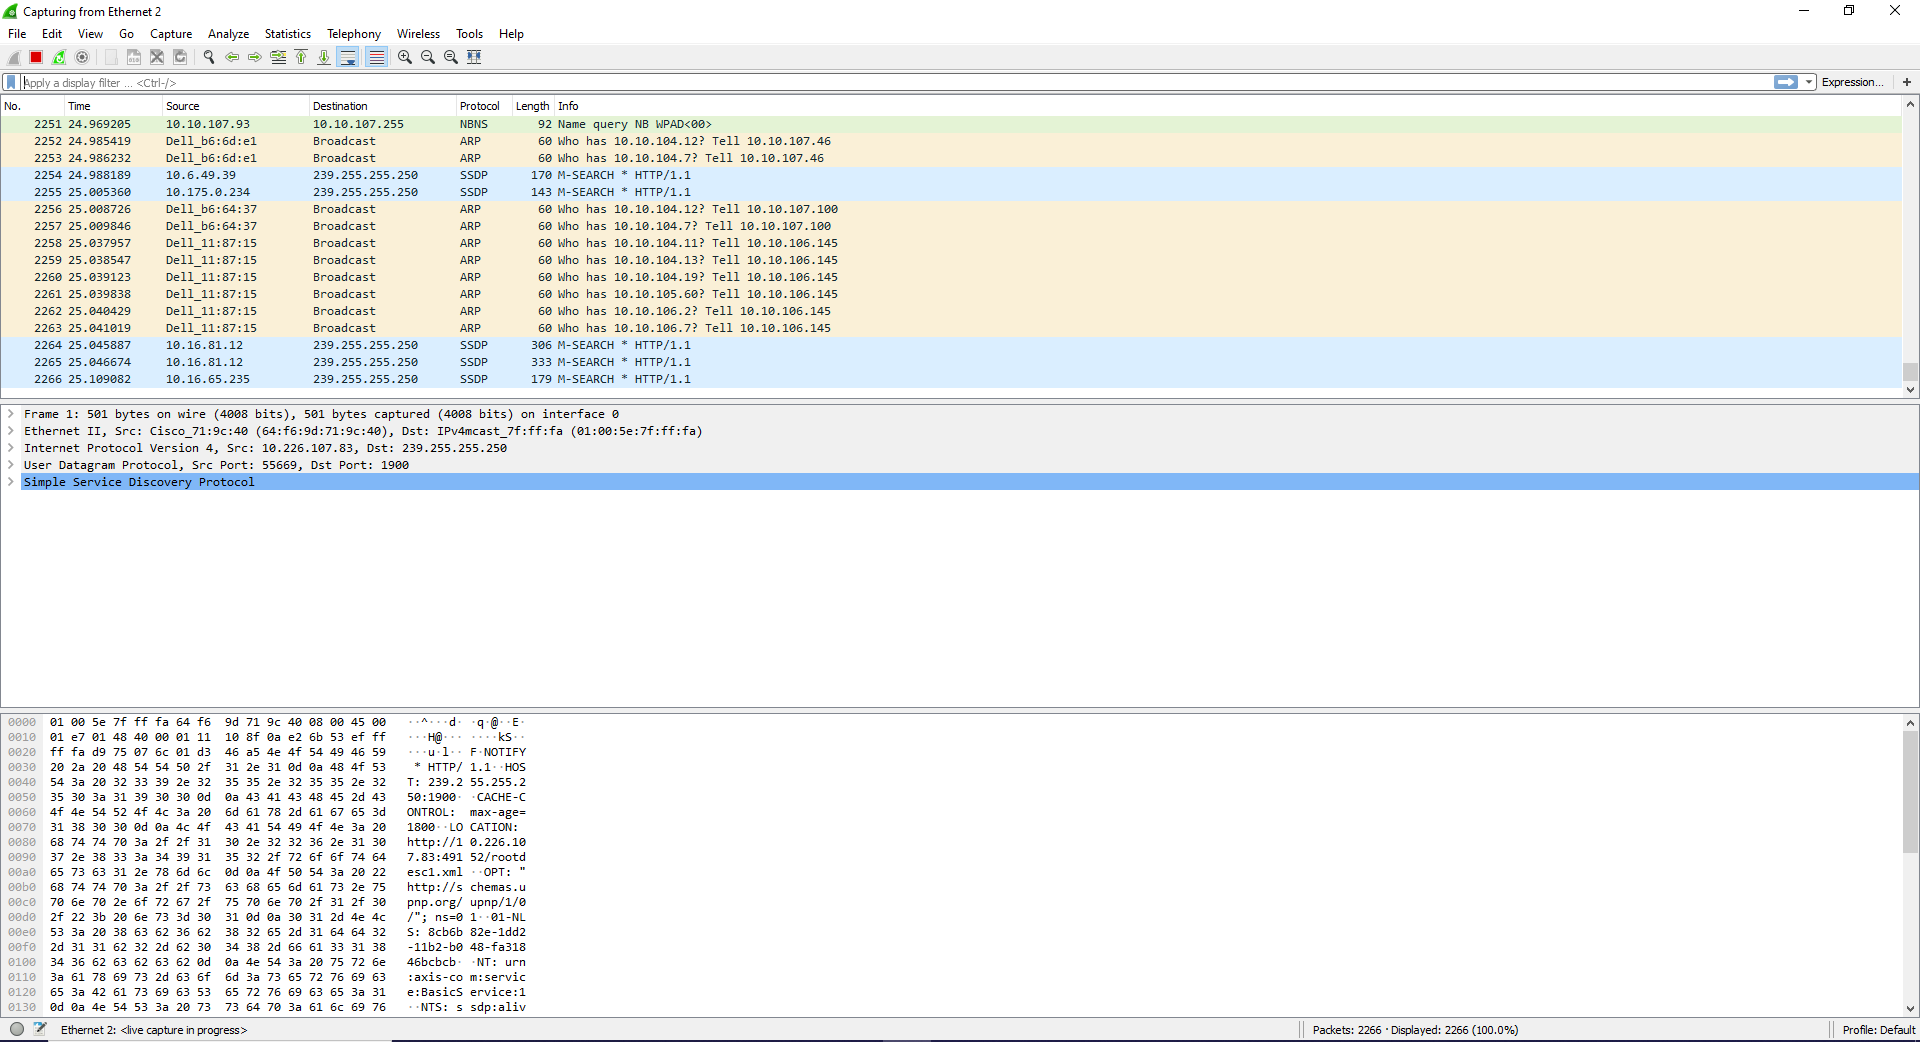 Capturing from Ethernet 2
File Edit View Go Capture Analyze Statistics Telephony Wireless Tools Help
Apply a display filter ... <Ctrl-/> Expression... +
No. Time Source Destination Protocol Length Info
2251 24.969205 10.10.107.93 10.10.107.255 NBNS 92 Name query NB WPAD<00>
2252 24.985419 Dell_b6:6d:e1 Broadcast ARP 60 Who has 10.10.104.12? Tell 10.10.107.46
2253 24.986232 Dell_b6:6d:e1 Broadcast ARP 60 Who has 10.10.104.7? Tell 10.10.107.46
2254 24.988189 10.6.49.39 239.255.255.250 SSDP 170 M-SEARCH * HTTP/1.1
2255 25.005360 10.175.0.234 239.255.255.250 SSDP 143 M-SEARCH * HTTP/1.1
2256 25.008726 Dell_b6:64:37 Broadcast ARP 60 Who has 10.10.104.12? Tell 10.10.107.100
2257 25.009846 Dell_b6:64:37 Broadcast ARP 60 Who has 10.10.104.7? Tell 10.10.107.100
2258 25.037957 Dell_11:87:15 Broadcast ARP 60 Who has 10.10.104.11? Tell 10.10.106.145
2259 25.038547 Dell_11:87:15 Broadcast ARP 60 Who has 10.10.104.13? Tell 10.10.106.145
2260 25.039123 Dell_11:87:15 Broadcast ARP 60 Who has 10.10.104.19? Tell 10.10.106.145
2261 25.039838 Dell_11:87:15 Broadcast ARP 60 Who has 10.10.105.60? Tell 10.10.106.145
2262 25.040429 Dell_11:87:15 Broadcast ARP 60 Who has 10.10.106.2? Tell 10.10.106.145
2263 25.041019 Dell_11:87:15 Broadcast ARP 60 Who has 10.10.106.7? Tell 10.10.106.145
2264 25.045887 10.16.81.12 239.255.255.250 SSDP 306 M-SEARCH * HTTP/1.1
2265 25.046674 10.16.81.12 239.255.255.250 SSDP 333 M-SEARCH * HTTP/1.1
2266 25.109082 10.16.65.235 239.255.255.250 SSDP 179 M-SEARCH * HTTP/1.1
Frame 1: 501 bytes on wire (4008 bits), 501 bytes captured (4008 bits) on interface 0
Ethernet II, Src: Cisco_71:9c:40 (64:f6:9d:71:9c:40), Dst: IPv4mcast_7f:ff:fa (01:00:5e:7f:ff:fa)
Internet Protocol Version 4, Src: 10.226.107.83, Dst: 239.255.255.250
User Datagram Protocol, Src Port: 55669, Dst Port: 1900
Simple Service Discovery Protocol
0000 01 00 5e 7f ff fa 64 f6 9d 71 9c 40 08 00 45 00 ··^···d· ·q·@··E·
0010 01 e7 01 48 40 00 01 11 10 8f 0a e2 6b 53 ef ff ···H@··· ····kS··
0020 ff fa d9 75 07 6c 01 d3 46 a5 4e 4f 54 49 46 59 ···u·l·· F·NOTIFY
0030 20 2a 20 48 54 54 50 2f 31 2e 31 0d 0a 48 4f 53 * HTTP/ 1.1··HOS
0040 54 3a 20 32 33 39 2e 32 35 35 2e 32 35 35 2e 32 T: 239.2 55.255.2
0050 35 30 3a 31 39 30 30 0d 0a 43 41 43 48 45 2d 43 50:1900· ·CACHE-C
0060 4f 4e 54 52 4f 4c 3a 20 6d 61 78 2d 61 67 65 3d ONTROL: max-age=
0070 31 38 30 30 0d 0a 4c 4f 43 41 54 49 4f 4e 3a 20 1800··LO CATION:
0080 68 74 74 70 3a 2f 2f 31 30 2e 32 32 36 2e 31 30 http://1 0.226.10
0090 37 2e 38 33 3a 34 39 31 35 32 2f 72 6f 6f 74 64 7.83:491 52/rootd
00a0 65 73 63 31 2e 78 6d 6c 0d 0a 4f 50 54 3a 20 22 esc1.xml ··OPT: "
00b0 68 74 74 70 3a 2f 2f 73 63 68 65 6d 61 73 2e 75 http://s chemas.u
00c0 70 6e 70 2e 6f 72 67 2f 75 70 6e 70 2f 31 2f 30 pnp.org/ upnp/1/0
00d0 2f 22 3b 20 6e 73 3d 30 31 0d 0a 30 31 2d 4e 4c /"; ns=0 1··01-NL
00e0 53 3a 20 38 63 62 36 62 38 32 65 2d 31 64 64 32 S: 8cb6b 82e-1dd2
00f0 2d 31 31 62 32 2d 62 30 34 38 2d 66 61 33 31 38 -11b2-b0 48-fa318
0100 34 36 62 63 62 63 62 0d 0a 4e 54 3a 20 75 72 6e 46bcbcb· ·NT: urn
0110 3a 61 78 69 73 2d 63 6f 6d 3a 73 65 72 76 69 63 :axis-co m:servic
0120 65 3a 42 61 73 69 63 53 65 72 76 69 63 65 3a 31 e:BasicS ervice:1
0130 0d 0a 4e 54 53 3a 20 73 73 64 70 3a 61 6c 69 76 ··NTS: s sdp:aliv
Ethernet 2: <live capture in progress> Packets: 2266 · Displayed: 2266 (100.0%) Profile: Default